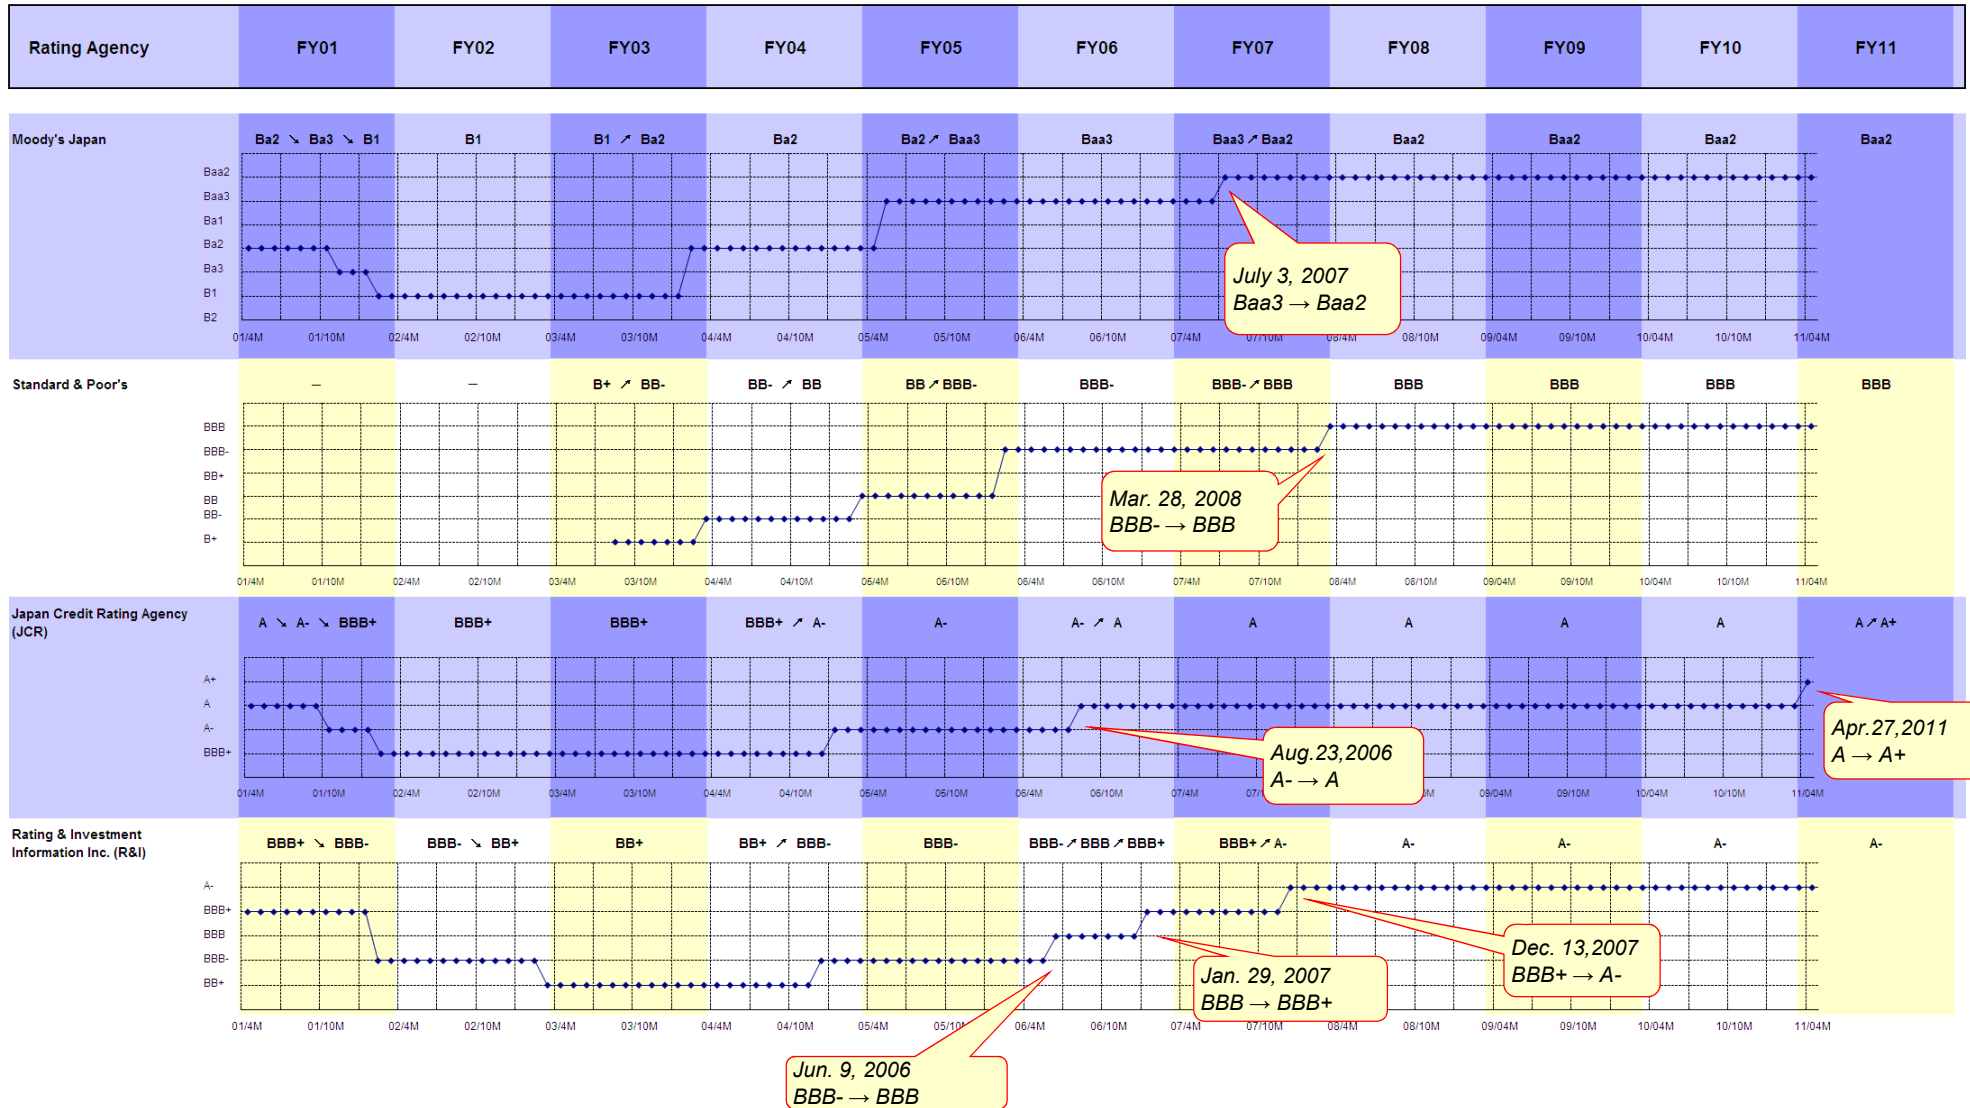 Rating Agency FY01 FY02 FY03 FY04 FY05 FY06 FY07 FY08 FY09 FY10 FY11
Moody's Japan Ba2 ↘ Ba3 ↘ B1 B1 B1 ↗ Ba2 Ba2 Ba2 ↗ Baa3 Baa3 Baa3 ↗ Baa2 Baa2 Baa2 Baa2 Baa2
Baa2
Baa3
Ba1
Ba2
Ba3
B1
B2
July 3, 2007
Baa3 → Baa2
01/4M 01/10M 02/4M 02/10M 03/4M 03/10M 04/4M 04/10M 05/4M 05/10M 06/4M 06/10M 07/4M 07/10M 08/4M 08/10M 09/04M 09/10M 10/04M 10/10M 11/04M
Standard & Poor's – – B+ ↗ BB- BB- ↗ BB BB ↗ BBB- BBB- BBB- ↗ BBB BBB BBB BBB BBB
BBB
BBB-
BB+
BB
BB-
B+
Mar. 28, 2008
BBB- → BBB
01/4M 01/10M 02/4M 02/10M 03/4M 03/10M 04/4M 04/10M 05/4M 05/10M 06/4M 06/10M 07/4M 07/10M 08/4M 08/10M 09/04M 09/10M 10/04M 10/10M 11/04M
Japan Credit Rating Agency
(JCR)
A ↘ A- ↘ BBB+ BBB+ BBB+ BBB+ ↗ A- A- A- ↗ A A A A A A ↗ A+
A+
A
A-
BBB+
Aug.23,2006
A- → A
Apr.27,2011
A → A+
01/4M 01/10M 02/4M 02/10M 03/4M 03/10M 04/4M 04/10M 05/4M 05/10M 06/4M 06/10M 07/4M 08/10M 09/04M 09/10M 10/04M 10/10M 11/04M
Rating & Investment
Information Inc. (R&I)
BBB+ ↘ BBB- BBB- ↘ BB+ BB+ BB+ ↗ BBB- BBB- BBB- ↗ BBB ↗ BBB+ BBB+ ↗ A- A- A- A- A-
A-
BBB+
BBB
BBB-
BB+
Dec. 13,2007
BBB+ → A-
Jan. 29, 2007
BBB → BBB+
01/4M 01/10M 02/4M 02/10M 03/4M 03/10M 04/4M 04/10M 05/4M 06/4M 06/10M 07/4M 07/10M 08/4M 08/10M 09/04M 09/10M 10/04M 10/10M 11/04M
Jun. 9, 2006
BBB- → BBB